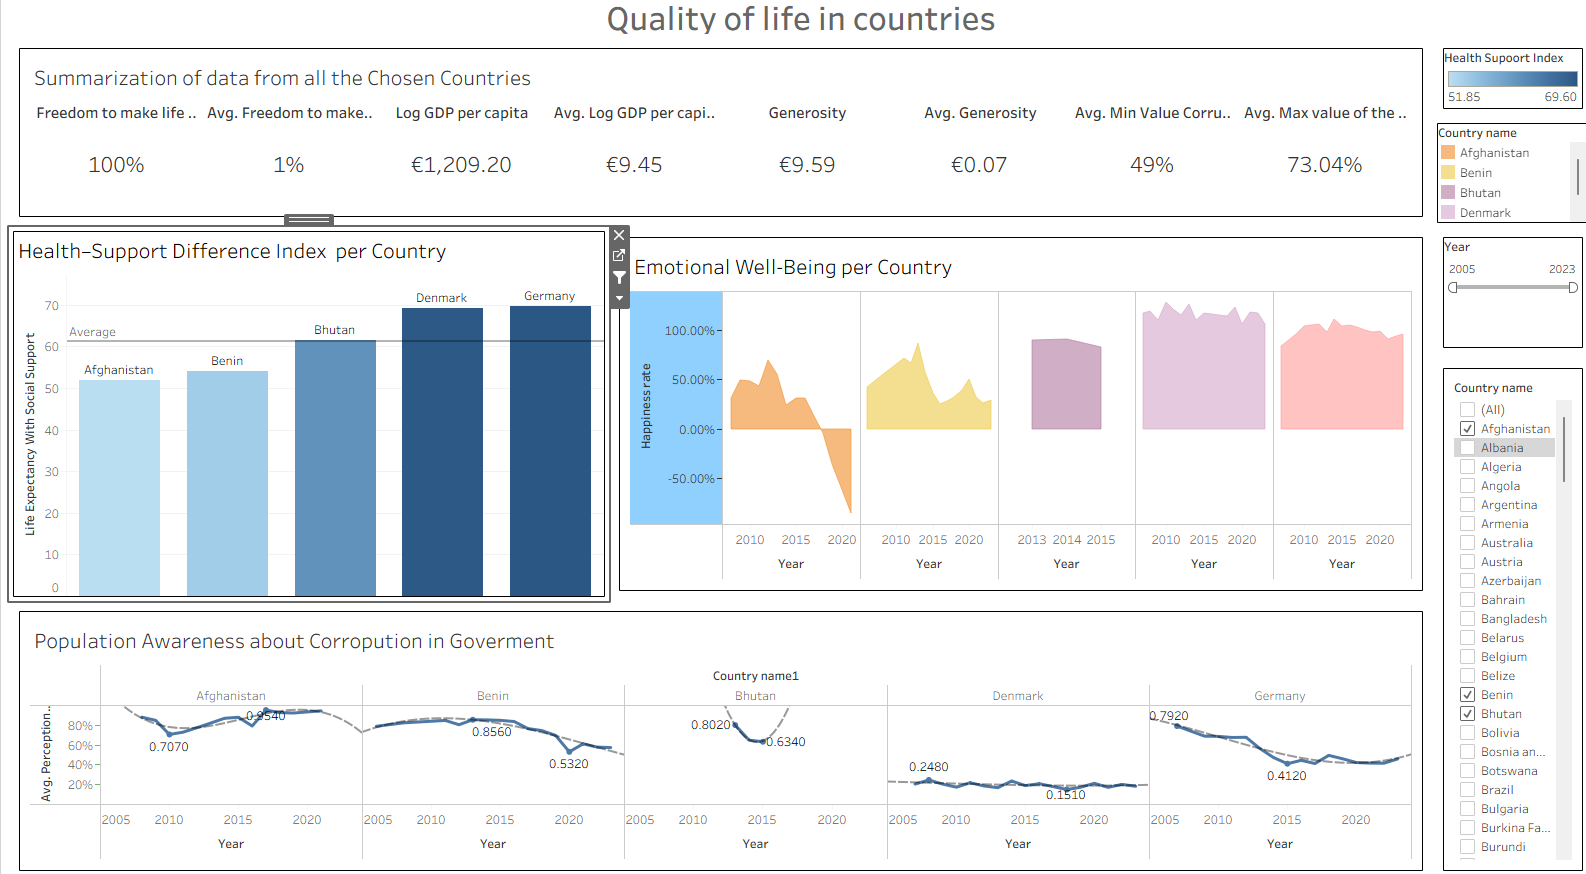 Quality of life in countries
Summarization of data from all the Chosen Countries
Freedom to make life .. Avg. Freedom to make.. Log GDP per capita Avg. Log GDP per capi.. Generosity Avg. Generosity Avg. Min Value Corru.. Avg. Max value of the ..
100% 1% €1,209.20 €9.45 €9.59 €0.07 49% 73.04%
Health Supoort Index
51.85 69.60
Country name
Afghanistan
Benin
Bhutan
Denmark
Year
2005 2023
Health–Support Difference Index per Country
Life Expectancy With Social Support
70
60
50
40
30
20
10
0
Average
Afghanistan
Benin
Bhutan
Denmark
Germany
Emotional Well-Being per Country
Happiness rate
100.00%
50.00%
0.00%
-50.00%
2010 2015 2020 2010 2015 2020 2013 2014 2015 2010 2015 2020 2010 2015 2020
Year Year Year Year Year
Population Awareness about Corropution in Goverment
Country name1
Afghanistan Benin Bhutan Denmark Germany
Avg. Perception..
80%
60%
40%
20%
0.7070
0.9540
0.8560
0.5320
0.8020
0.6340
0.2480
0.1510
0.7920
0.4120
2005 2010 2015 2020 2005 2010 2015 2020 2005 2010 2015 2020 2005 2010 2015 2020 2005 2010 2015 2020
Year Year Year Year Year
Country name
(All)
Afghanistan
Albania
Algeria
Angola
Argentina
Armenia
Australia
Austria
Azerbaijan
Bahrain
Bangladesh
Belarus
Belgium
Belize
Benin
Bhutan
Bolivia
Bosnia an...
Botswana
Brazil
Bulgaria
Burkina Fa...
Burundi